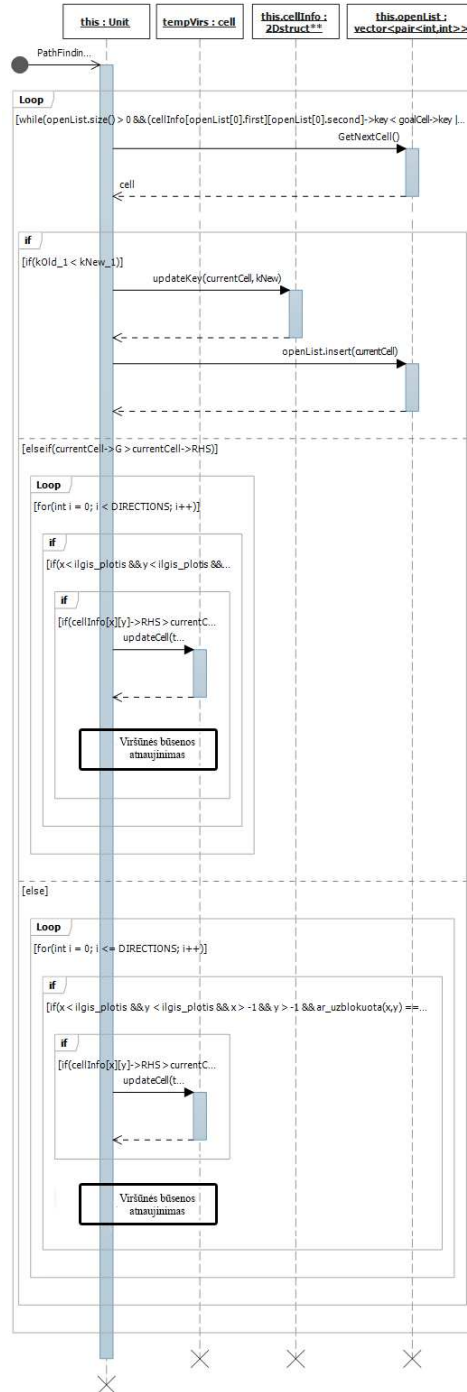 this : Unit
tempVirs : cell
this.cellInfo :
2Dstruct**
this.openList :
vector<pair<int,int>>
PathFindin...
Loop
[while(openList.size() > 0 &&(cellInfo[openList[0].first][openList[0].second]->key < goalCell->key |...
GetNextCell()
cell
if
[if(kOld_1 < kNew_1)]
updateKey(currentCell, kNew)
openList.insert(currentCell)
[elseif(currentCell->G > currentCell->RHS)]
Loop
[for(int i = 0; i < DIRECTIONS; i++)]
if
[if(x < ilgis_plotis && y < ilgis_plotis &&...
if
[if(cellInfo[x][y]->RHS > currentC...
updateCell(t...
Viršūnės būsenos
atnaujinimas
[else]
Loop
[for(int i = 0; i <= DIRECTIONS; i++)]
if
[if(x < ilgis_plotis && y < ilgis_plotis && x > -1 && y > -1 && ar_uzblokuota(x,y) ==...
if
[if(cellInfo[x][y]->RHS > currentC...
updateCell(t...
Viršūnės būsenos
atnaujinimas